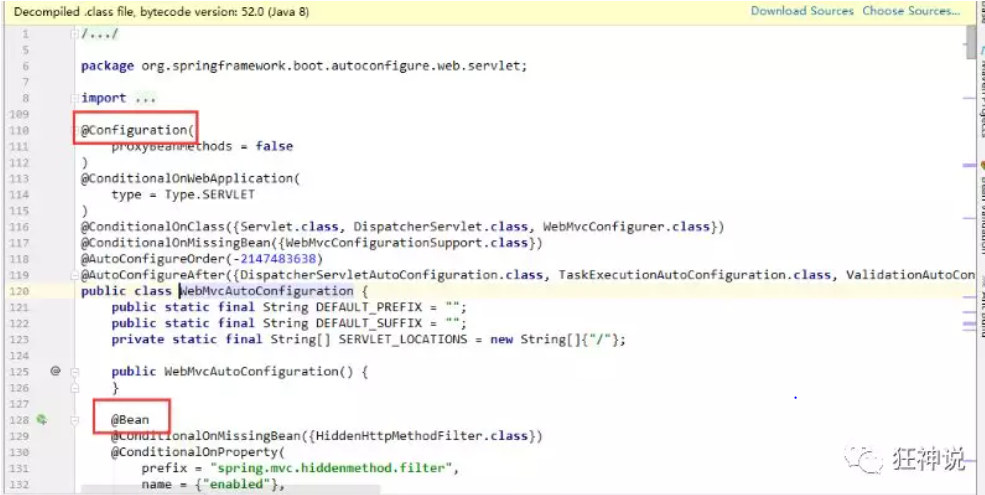 Decompiled .class file, bytecode version: 52.0 (Java 8) Download Sources Choose Sources...
1 /.../
5
6 package org.springframework.boot.autoconfigure.web.servlet;
7
8 import ...
109
110 @Configuration(
111 proxyBeanMethods = false
112 )
113 @ConditionalOnWebApplication(
114 type = Type.SERVLET
115 )
116 @ConditionalOnClass({Servlet.class, DispatcherServlet.class, WebMvcConfigurer.class})
117 @ConditionalOnMissingBean({WebMvcConfigurationSupport.class})
118 @AutoConfigureOrder(-2147483638)
119 @AutoConfigureAfter({DispatcherServletAutoConfiguration.class, TaskExecutionAutoConfiguration.class, ValidationAutoCon
120 public class WebMvcAutoConfiguration {
121 public static final String DEFAULT_PREFIX = "";
122 public static final String DEFAULT_SUFFIX = "";
123 private static final String[] SERVLET_LOCATIONS = new String[]{"/"};
124
125 @ public WebMvcAutoConfiguration() {
126 }
127
128 @Bean
129 @ConditionalOnMissingBean({HiddenHttpMethodFilter.class})
130 @ConditionalOnProperty(
131 prefix = "spring.mvc.hiddenmethod.filter",
132 name = {"enabled"},
狂神说